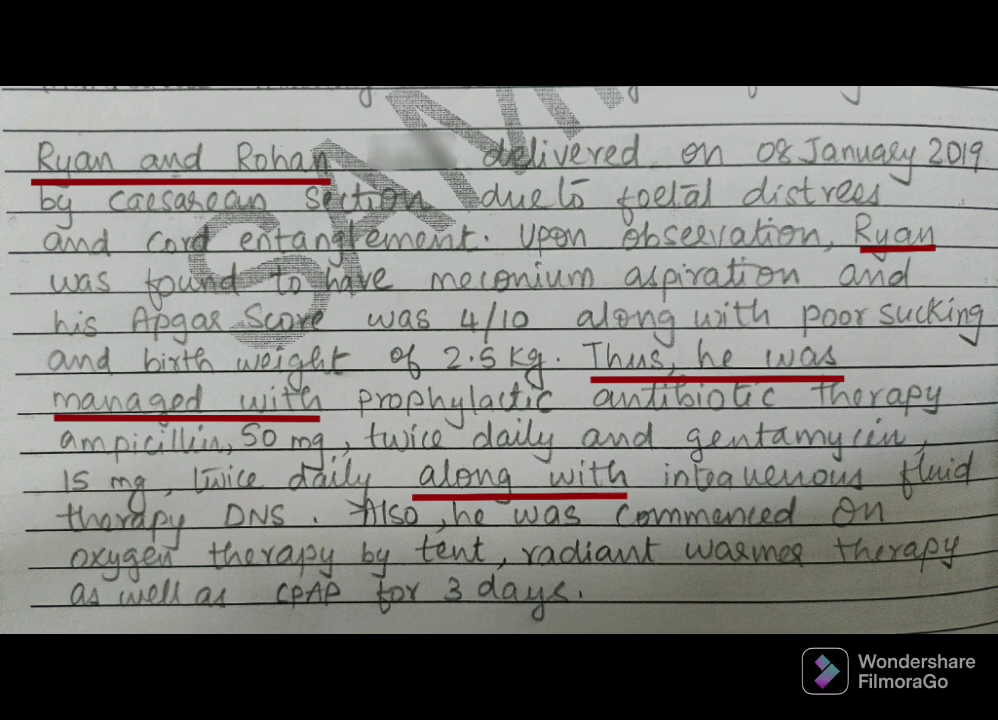 Ryan and Rohan delivered on 08 January 2019
by caesarean section due to foetal distress
and cord entanglement. Upon observation, Ryan
was found to have meconium aspiration and
his Apgar Score was 4/10 along with poor sucking
and birth weight of 2.5 kg. Thus, he was
managed with prophylactic antibiotic therapy
ampicillin, 50 mg, twice daily and gentamycin,
15 mg, twice daily along with intravenous fluid
therapy DNS. Also, he was commenced on
oxygen therapy by tent, radiant warmer therapy
as well as CPAP for 3 days.
Wondershare
FilmoraGo